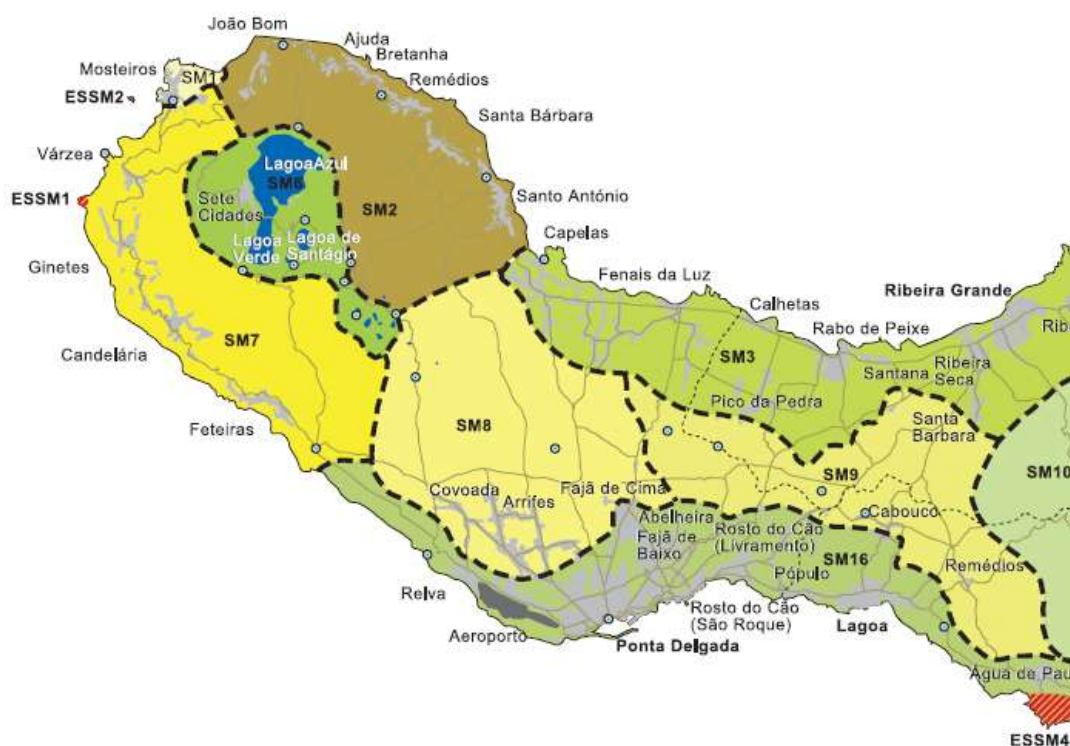 João Bom
Ajuda
Bretanha
Mosteiros
SM1
Remédios
ESSM2
Santa Bárbara
Várzea
LagoaAzul
SM6
ESSM1
Sete
Cidades
SM2
Santo António
Lagoa
Verde
Lagoa de
Santágio
Capelas
Ginetes
Fenais da Luz
Calhetas
Ribeira Grande
Rabo de Peixe
SM7
Candelária
SM3
Santana
Ribeira
Seca
Pico da Pedra
Feteiras
SM8
Santa
Barbara
SM9
SM10
Covoada
Arrifes
Fajã de Cima
Abelheira
Fajã de
Baixo
Rosto do Cão
(Livramento)
Cabouco
SM16
Remédios
Pópulo
Relva
Rosto do Cão
(São Roque)
Lagoa
Aeroporto
Ponta Delgada
Água de Pau
ESSM4